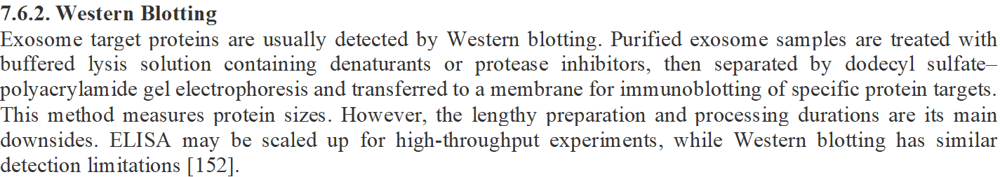 7.6.2. Western Blotting
Exosome target proteins are usually detected by Western blotting. Purified exosome samples are treated with
buffered lysis solution containing denaturants or protease inhibitors, then separated by dodecyl sulfate–
polyacrylamide gel electrophoresis and transferred to a membrane for immunoblotting of specific protein targets.
This method measures protein sizes. However, the lengthy preparation and processing durations are its main
downsides. ELISA may be scaled up for high-throughput experiments, while Western blotting has similar
detection limitations [152].